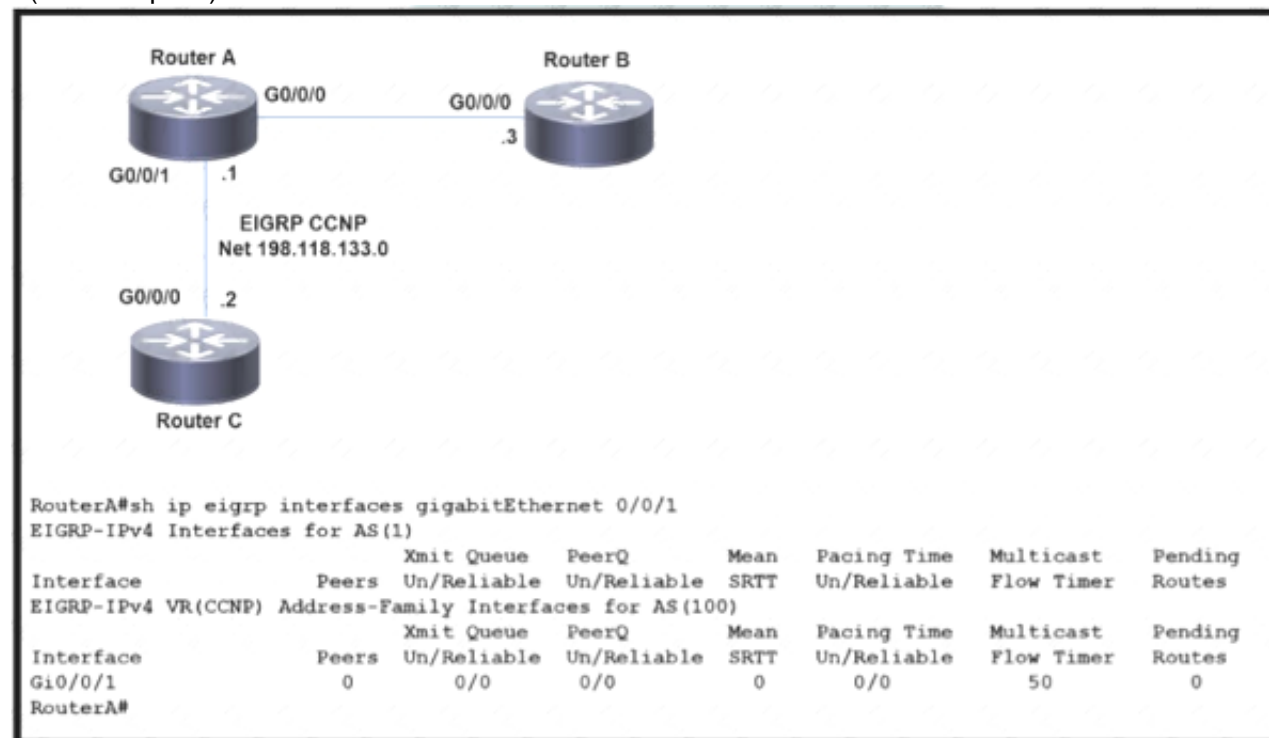 Router A
Router B
G0/0/0
G0/0/0
.3
G0/0/1
.1
EIGRP CCNP
Net 198.118.133.0
G0/0/0
.2
Router C
RouterA#sh ip eigrp interfaces gigabitEthernet 0/0/1
EIGRP-IPv4 Interfaces for AS(1)
Xmit Queue PeerQ Mean Pacing Time Multicast Pending
Interface Peers Un/Reliable Un/Reliable SRTT Un/Reliable Flow Timer Routes
EIGRP-IPv4 VR(CCNP) Address-Family Interfaces for AS(100)
Xmit Queue PeerQ Mean Pacing Time Multicast Pending
Interface Peers Un/Reliable Un/Reliable SRTT Un/Reliable Flow Timer Routes
Gi0/0/1 0 0/0 0/0 0 0/0 50 0
RouterA#